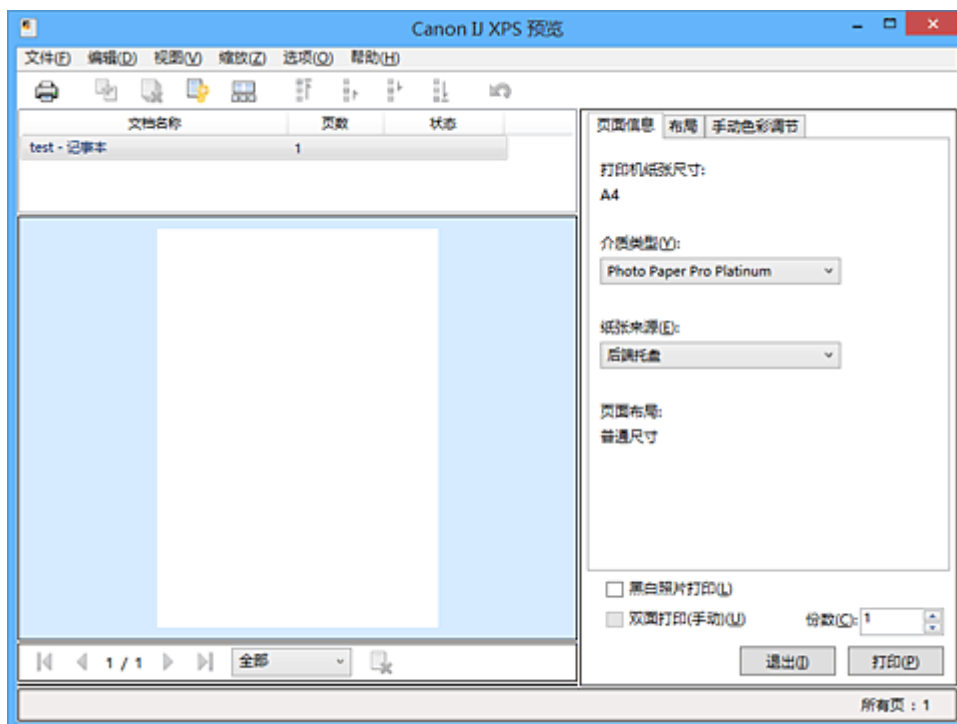 Canon IJ XPS 预览
文件(F) 编辑(D) 视图(V) 缩放(Z) 选项(O) 帮助(H)
文档名称 页数 状态
test - 记事本 1
页面信息 布局 手动色彩调节
打印机纸张尺寸:
A4
介质类型(Y):
Photo Paper Pro Platinum
纸张来源(E):
后端托盘
页面布局:
普通尺寸
黑白照片打印(L)
双面打印(手动)(U) 份数(C): 1
1 / 1 全部
退出(I) 打印(P)
所有页 : 1